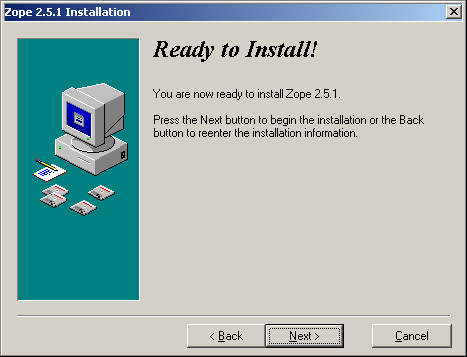 Zope 2.5.1 Installation
Ready to Install!
You are now ready to install Zope 2.5.1.
Press the Next button to begin the installation or the Back
button to reenter the installation information.
< Back
Next >
Cancel